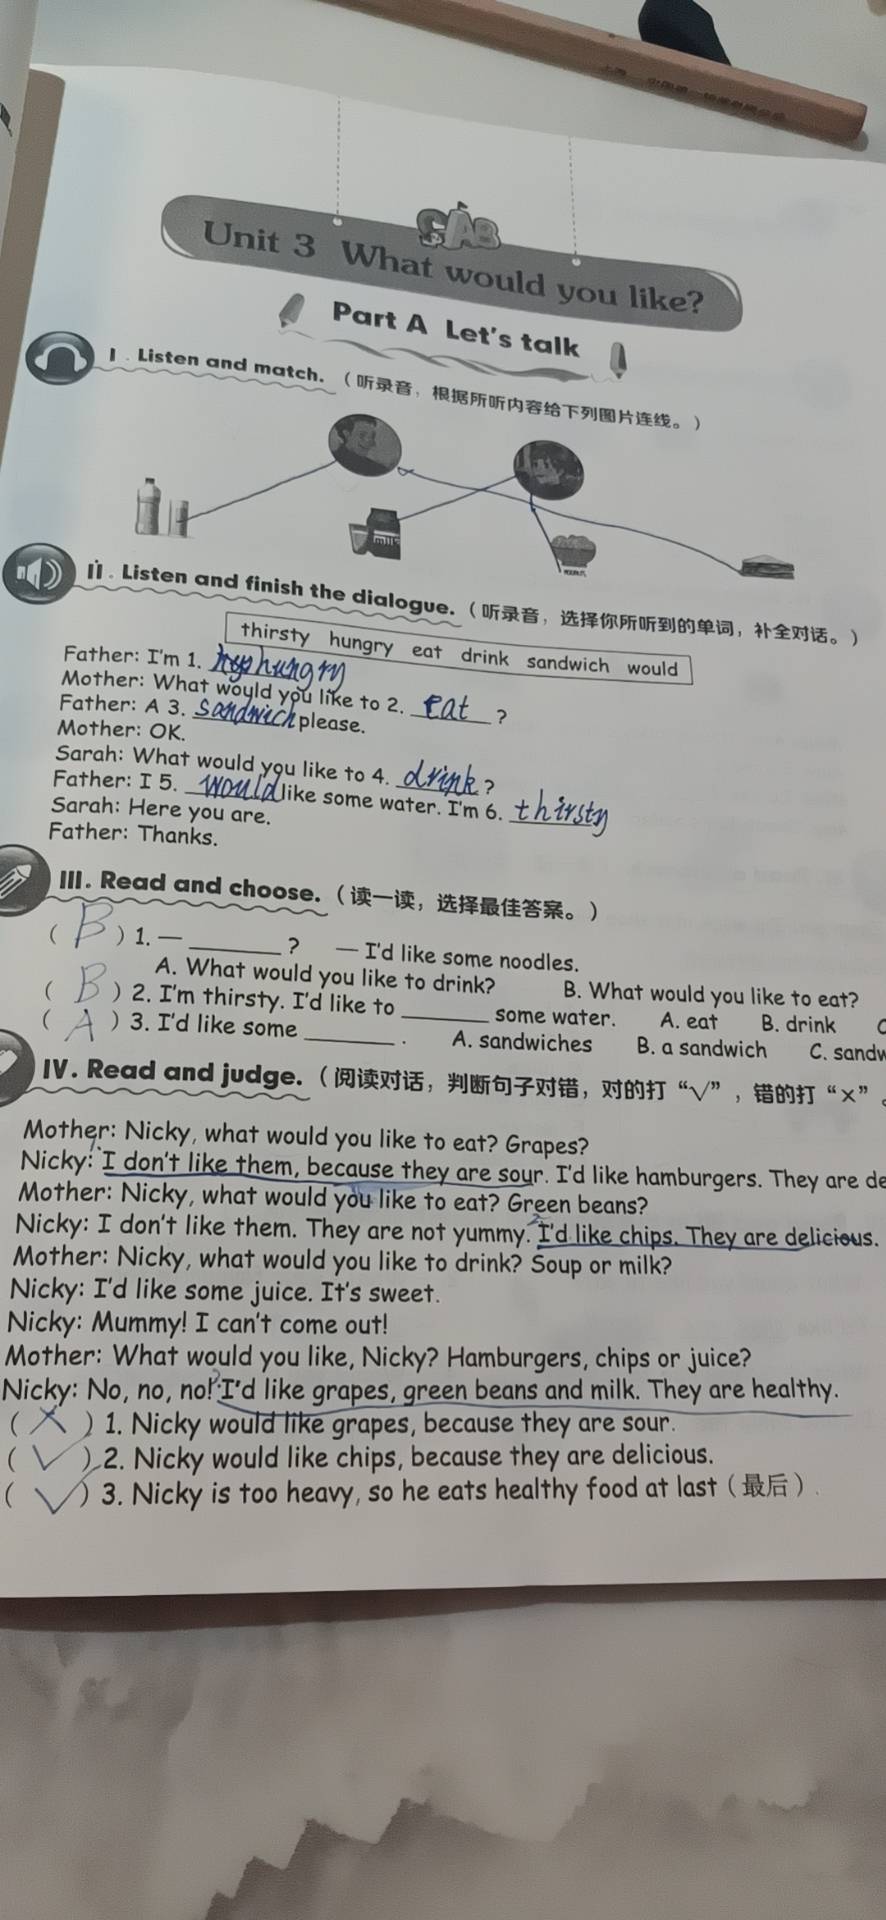 Unit 3 What would you like?
Part A Let's talk
I. Listen and match.（听录音，根据所听内容给下列图片连线。）
II. Listen and finish the dialogue.（听录音，选择你所听到的单词，补全对话。）
thirsty hungry eat drink sandwich would
Father: I'm 1. hungry
Mother: What would you like to 2. eat ?
Father: A 3. sandwich please.
Mother: OK.
Sarah: What would you like to 4. drink ?
Father: I 5. would like some water. I'm 6. thirsty
Sarah: Here you are.
Father: Thanks.
III. Read and choose.（读一读，选择最佳答案。）
( B ) 1. — ________? — I'd like some noodles.
A. What would you like to drink? B. What would you like to eat?
( B ) 2. I'm thirsty. I'd like to ________ some water. A. eat B. drink
( A ) 3. I'd like some ________. A. sandwiches B. a sandwich C. sandw
IV. Read and judge.（阅读对话，判断句子对错，对的打“√”，错的打“×”
Mother: Nicky, what would you like to eat? Grapes?
Nicky: I don't like them, because they are sour. I'd like hamburgers. They are de
Mother: Nicky, what would you like to eat? Green beans?
Nicky: I don't like them. They are not yummy. I'd like chips. They are delicious.
Mother: Nicky, what would you like to drink? Soup or milk?
Nicky: I'd like some juice. It's sweet.
Nicky: Mummy! I can't come out!
Mother: What would you like, Nicky? Hamburgers, chips or juice?
Nicky: No, no, no! I'd like grapes, green beans and milk. They are healthy.
( × ) 1. Nicky would like grapes, because they are sour.
( √ ) 2. Nicky would like chips, because they are delicious.
( √ ) 3. Nicky is too heavy, so he eats healthy food at last（最后）.